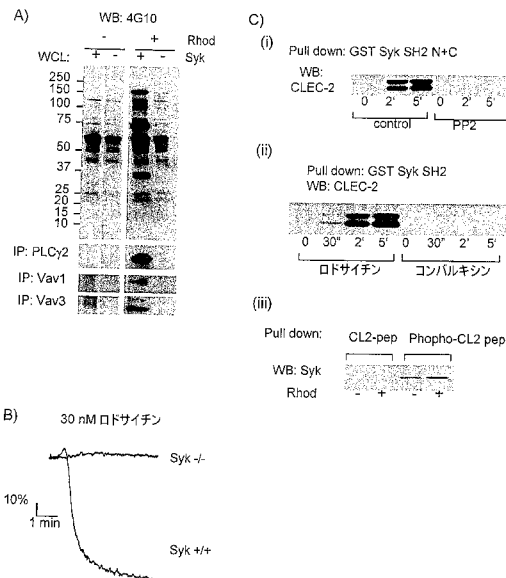 A)
WB: 4G10
- + Rhod
WCL: + - + - Syk
250
150
100
75
50
37
25
20
15
10
IP: PLCγ2
IP: Vav1
IP: Vav3
B)
30 nM ロドサイチン
Syk -/-
10%
1 min
Syk +/+
C)
(i)
Pull down: GST Syk SH2 N+C
WB:
CLEC-2
0 2' 5' 0 2' 5'
control PP2
(ii)
Pull down: GST Syk SH2
WB: CLEC-2
0 30" 2' 5' 0 30" 2' 5'
ロドサイチン コンバルキシン
(iii)
Pull down: CL2-pep Phopho-CL2 pep
WB: Syk
Rhod - + - +